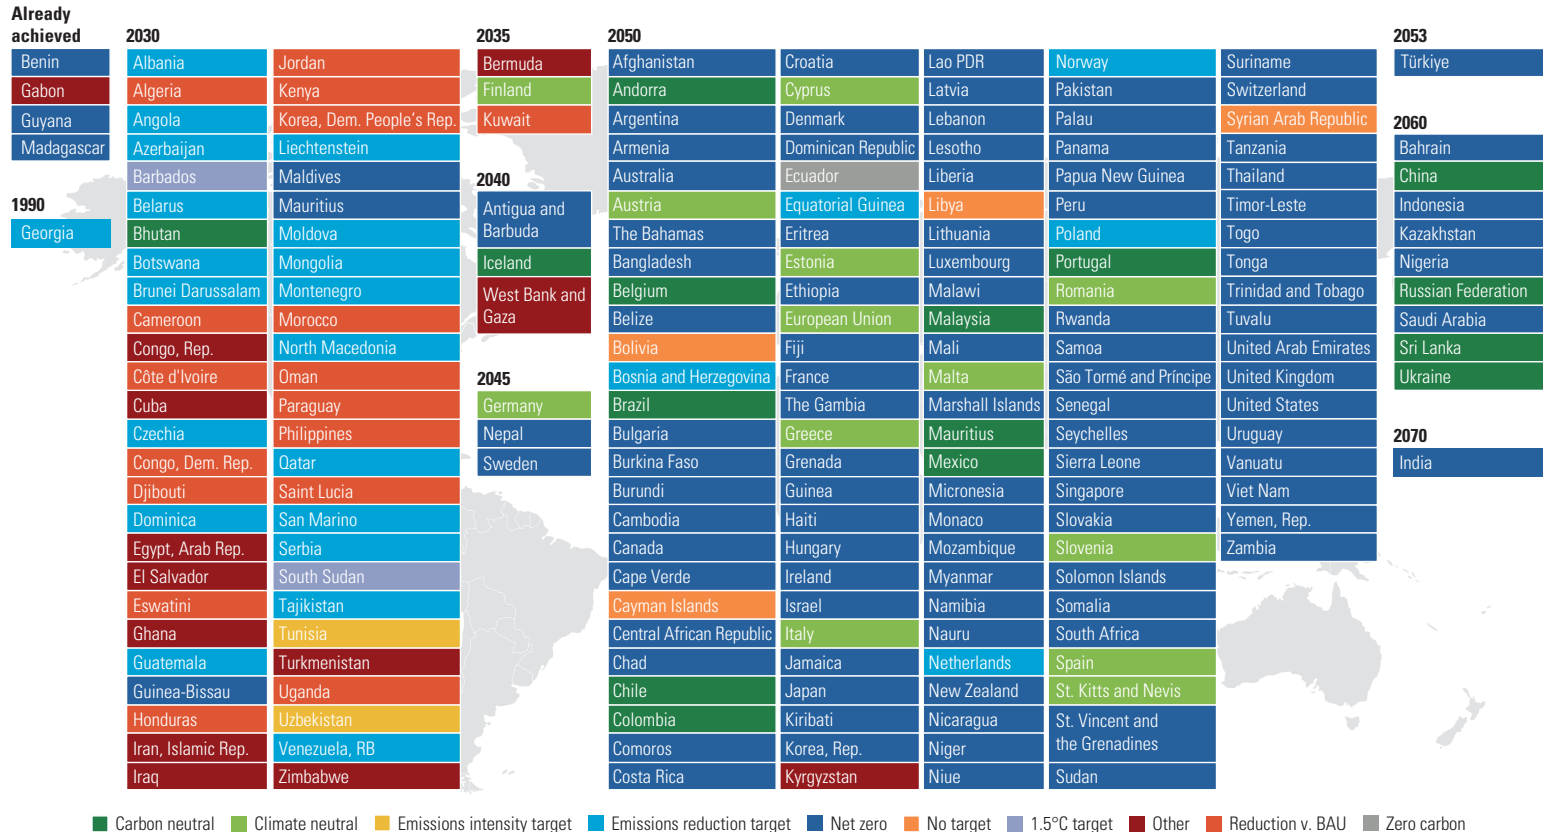 Already
achieved
Benin
Gabon
Guyana
Madagascar
1990
Georgia
2030
Albania
Algeria
Angola
Azerbaijan
Barbados
Belarus
Bhutan
Botswana
Brunei Darussalam
Cameroon
Congo, Rep.
Côte d'Ivoire
Cuba
Czechia
Congo, Dem. Rep.
Djibouti
Dominica
Egypt, Arab Rep.
El Salvador
Eswatini
Ghana
Guatemala
Guinea-Bissau
Honduras
Iran, Islamic Rep.
Iraq
Jordan
Kenya
Korea, Dem. People's Rep.
Liechtenstein
Maldives
Mauritius
Moldova
Mongolia
Montenegro
Morocco
North Macedonia
Oman
Paraguay
Philippines
Qatar
Saint Lucia
San Marino
Serbia
South Sudan
Tajikistan
Tunisia
Turkmenistan
Uganda
Uzbekistan
Venezuela, RB
Zimbabwe
2035
Bermuda
Finland
Kuwait
2040
Antigua and
Barbuda
Iceland
West Bank and
Gaza
2045
Germany
Nepal
Sweden
2050
Afghanistan
Andorra
Argentina
Armenia
Australia
Austria
The Bahamas
Bangladesh
Belgium
Belize
Bolivia
Bosnia and Herzegovina
Brazil
Bulgaria
Burkina Faso
Burundi
Cambodia
Canada
Cape Verde
Cayman Islands
Central African Republic
Chad
Chile
Colombia
Comoros
Costa Rica
Croatia
Cyprus
Denmark
Dominican Republic
Ecuador
Equatorial Guinea
Eritrea
Estonia
Ethiopia
European Union
Fiji
France
The Gambia
Greece
Grenada
Guinea
Haiti
Hungary
Ireland
Israel
Italy
Jamaica
Japan
Kiribati
Korea, Rep.
Kyrgyzstan
Lao PDR
Latvia
Lebanon
Lesotho
Liberia
Libya
Lithuania
Luxembourg
Malawi
Malaysia
Mali
Malta
Marshall Islands
Mauritius
Mexico
Micronesia
Monaco
Mozambique
Myanmar
Namibia
Nauru
Netherlands
New Zealand
Nicaragua
Niger
Niue
Norway
Pakistan
Palau
Panama
Papua New Guinea
Peru
Poland
Portugal
Romania
Rwanda
Samoa
São Tormé and Príncipe
Senegal
Seychelles
Sierra Leone
Singapore
Slovakia
Slovenia
Solomon Islands
Somalia
South Africa
Spain
St. Kitts and Nevis
St. Vincent and
the Grenadines
Sudan
Suriname
Switzerland
Syrian Arab Republic
Tanzania
Thailand
Timor-Leste
Togo
Tonga
Trinidad and Tobago
Tuvalu
United Arab Emirates
United Kingdom
United States
Uruguay
Vanuatu
Viet Nam
Yemen, Rep.
Zambia
2053
Türkiye
2060
Bahrain
China
Indonesia
Kazakhstan
Nigeria
Russian Federation
Saudi Arabia
Sri Lanka
Ukraine
2070
India
Carbon neutral Climate neutral Emissions intensity target Emissions reduction target Net zero No target 1.5°C target Other Reduction v. BAU Zero carbon